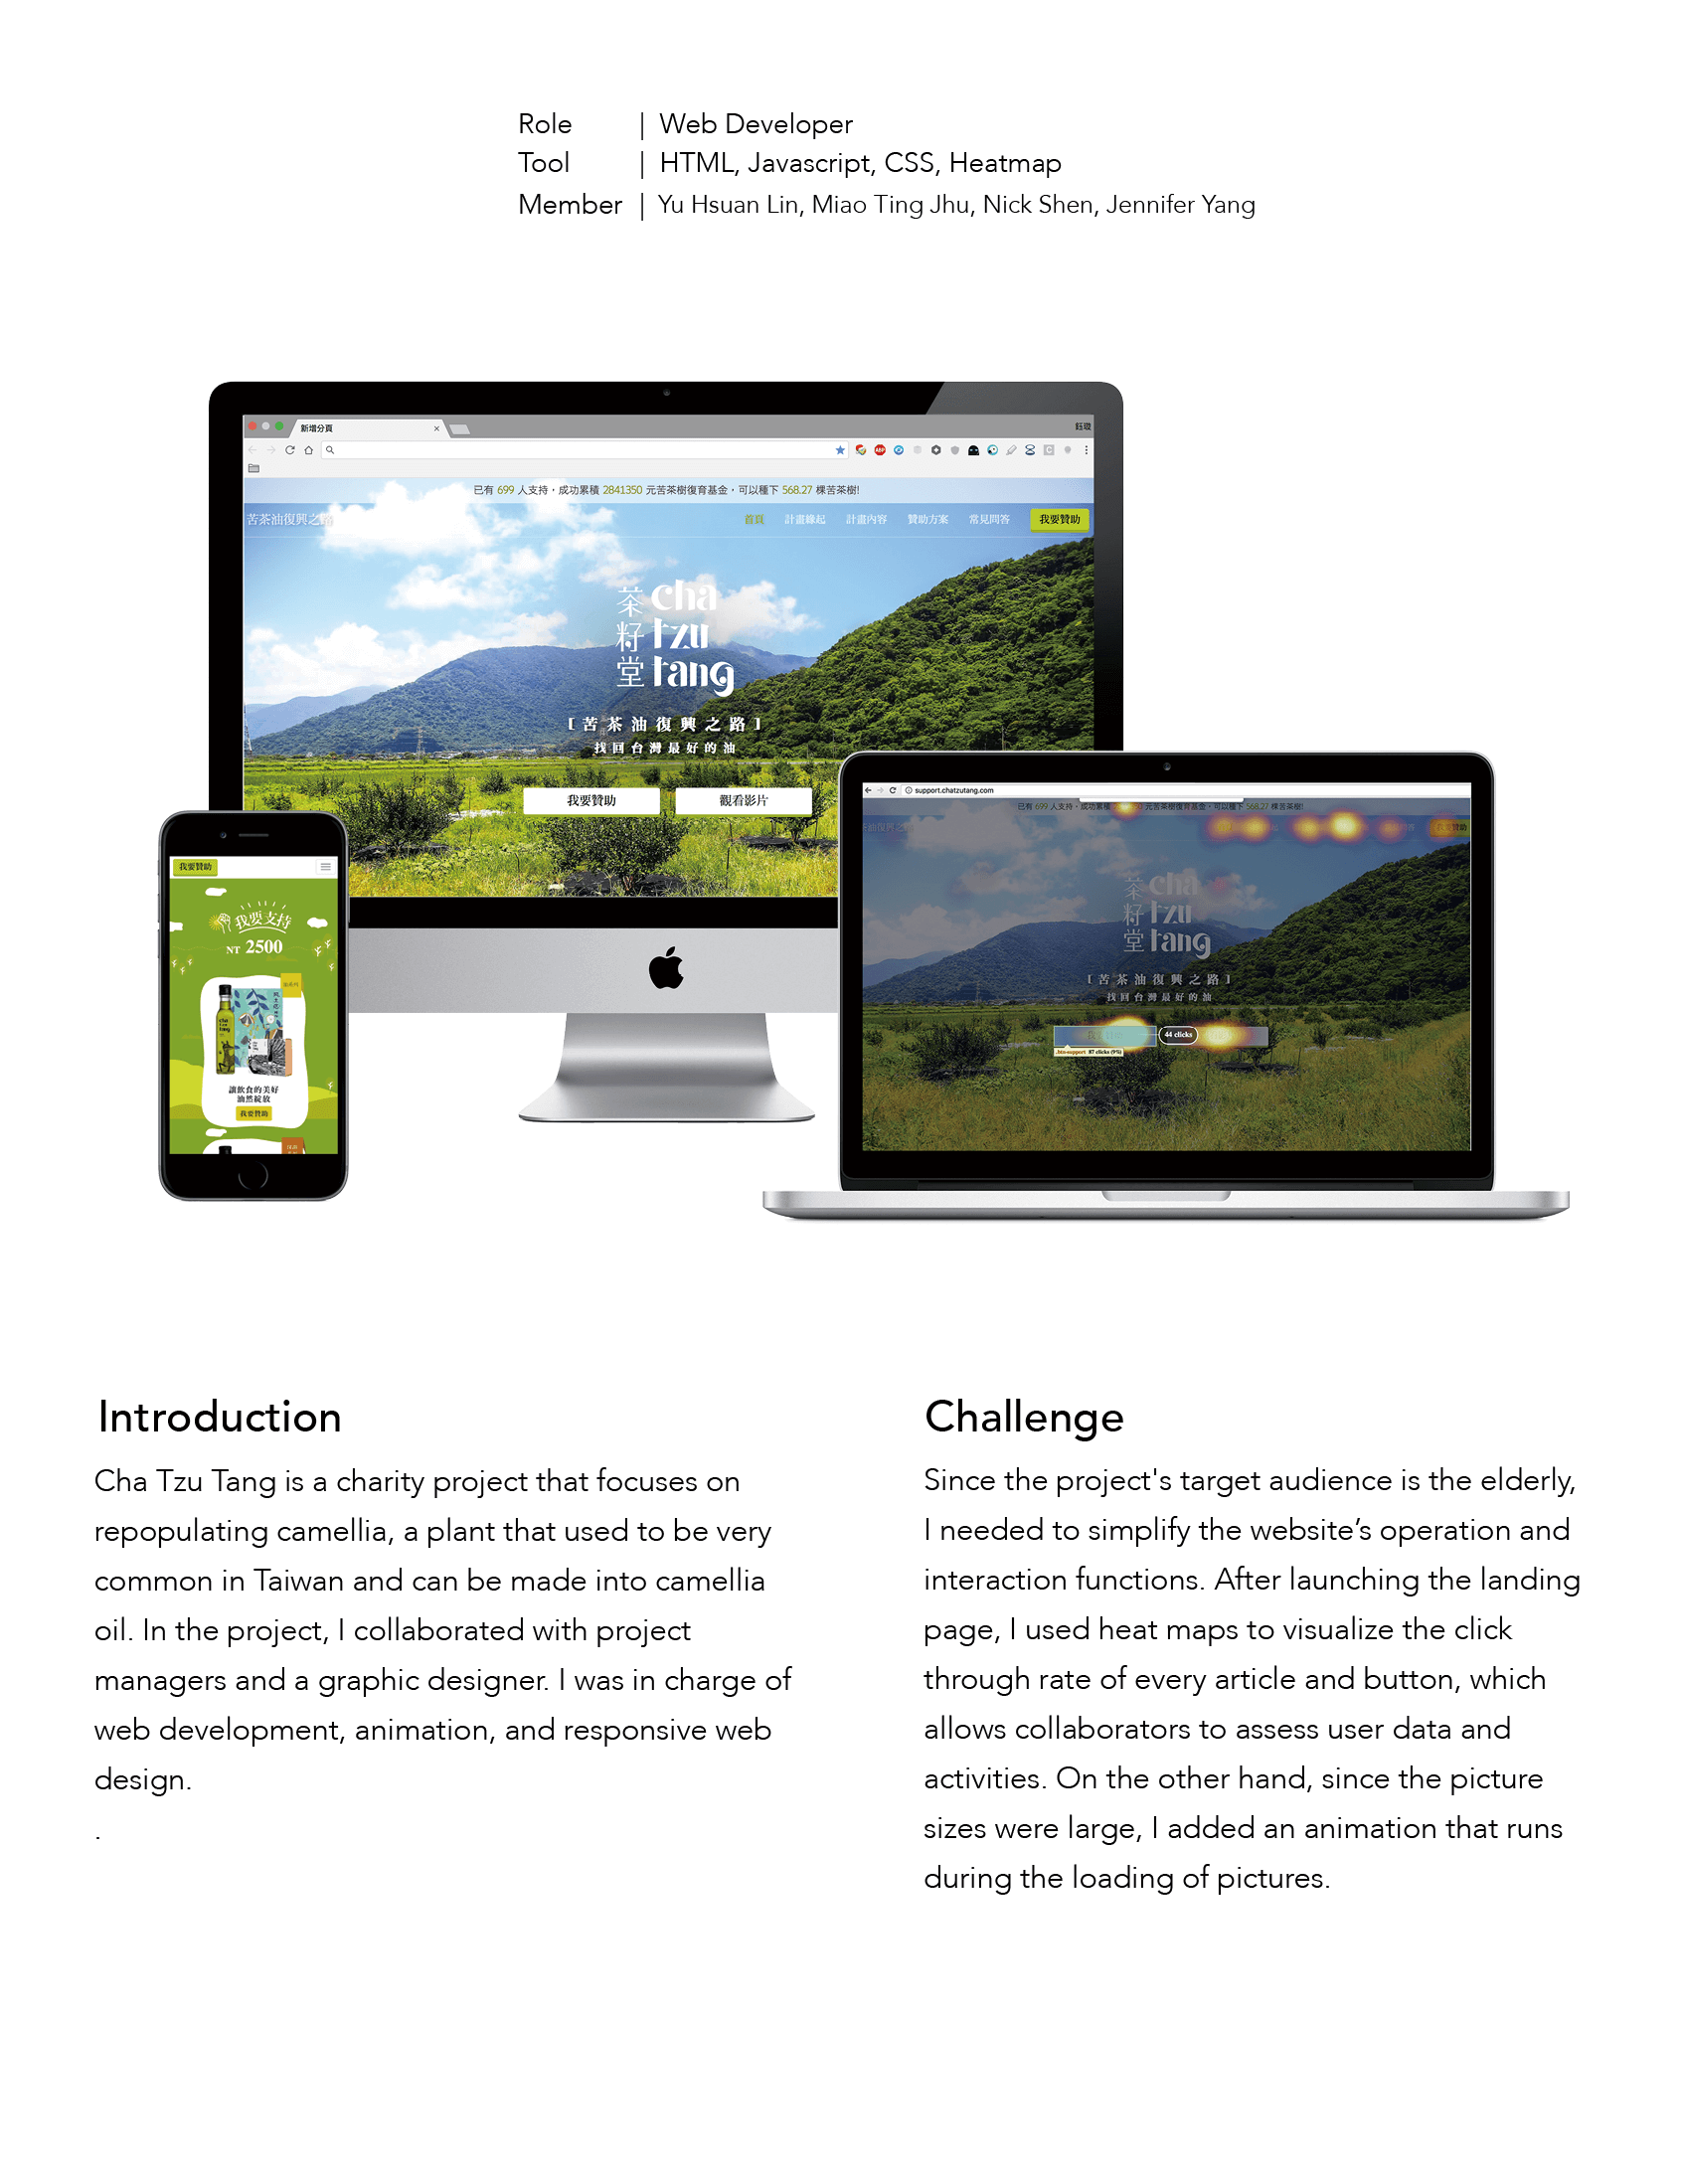 Role | Web Developer
Tool | HTML, Javascript, CSS, Heatmap
Member | Yu Hsuan Lin, Miao Ting Jhu, Nick Shen, Jennifer Yang
新增分頁
已有 699 人支持，成功累積 2841350 元苦茶樹復育基金，可以種下 568.27 棵苦茶樹!
苦茶油復興之路 首頁 計畫緣起 計畫內容 贊助方案 常見問答 我要贊助
茶籽堂
cha
tzu
tang
[苦茶油復興之路]
找回台灣最好的油
我要贊助 觀看影片
我要贊助
我要支持
NT 2500
cha
tzu
tang
讓飲食的美好
油然綻放
我要贊助
support.chatzutang.com
已有 699 人支持，成功累積 元苦茶樹復育基金，可以種下 568.27 棵苦茶樹!
我要贊助
茶籽堂
cha
tzu
tang
[苦茶油復興之路]
找回台灣最好的油
44 clicks
.btn-support 87 clicks (9%)
Introduction
Cha Tzu Tang is a charity project that focuses on
repopulating camellia, a plant that used to be very
common in Taiwan and can be made into camellia
oil. In the project, I collaborated with project
managers and a graphic designer. I was in charge of
web development, animation, and responsive web
design.
.
Challenge
Since the project's target audience is the elderly,
I needed to simplify the website’s operation and
interaction functions. After launching the landing
page, I used heat maps to visualize the click
through rate of every article and button, which
allows collaborators to assess user data and
activities. On the other hand, since the picture
sizes were large, I added an animation that runs
during the loading of pictures.